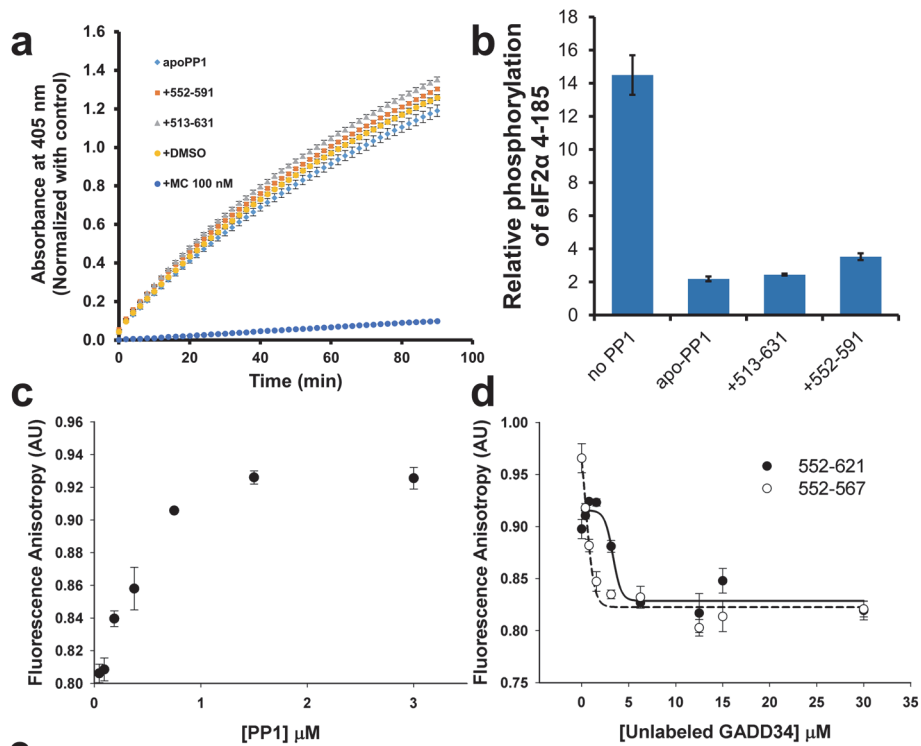 a
Absorbance at 405 nm
(Normalized with control)
1.6
1.4
1.2
1.0
0.8
0.6
0.4
0.2
0.0
apoPP1
+552-591
+513-631
+DMSO
+MC 100 nM
0 20 40 60 80 100
Time (min)
b
Relative phosphorylation
of eIF2α 4-185
18
16
14
12
10
8
6
4
2
0
no PP1
apo-PP1
+513-631
+552-591
c
Fluorescence Anisotropy (AU)
0.96
0.94
0.92
0.90
0.88
0.86
0.84
0.82
0.80
0 1 2 3
[PP1] μM
d
Fluorescence Anisotropy (AU)
1.00
0.95
0.90
0.85
0.80
0.75
552-621
552-567
0 5 10 15 20 25 30 35
[Unlabeled GADD34] μM